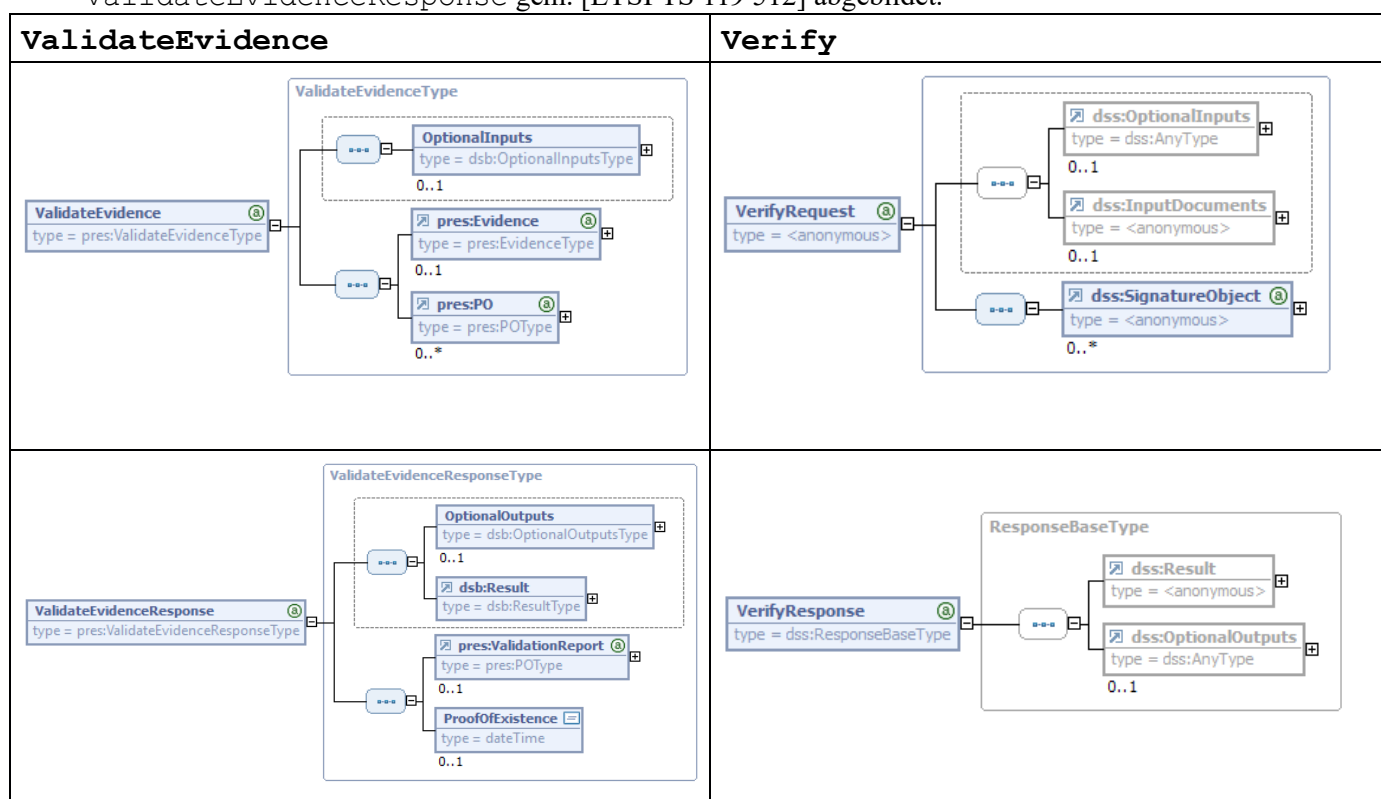 ValidateEvidenceResponse gem. [ETSI TS 119 512] abgebildet.
ValidateEvidence
Verify
ValidateEvidenceType
OptionalInputs
type = dsb:OptionalInputsType
0..1
ValidateEvidence
type = pres:ValidateEvidenceType
pres:Evidence
type = pres:EvidenceType
0..1
pres:PO
type = pres:POType
0..*
dss:OptionalInputs
type = dss:AnyType
0..1
dss:InputDocuments
type = <anonymous>
0..1
VerifyRequest
type = <anonymous>
dss:SignatureObject
type = <anonymous>
0..*
ValidateEvidenceResponseType
OptionalOutputs
type = dsb:OptionalOutputsType
0..1
dsb:Result
type = dsb:ResultType
ValidateEvidenceResponse
type = pres:ValidateEvidenceResponseType
pres:ValidationReport
type = pres:POType
0..1
ProofOfExistence
type = dateTime
0..1
ResponseBaseType
dss:Result
type = <anonymous>
VerifyResponse
type = dss:ResponseBaseType
dss:OptionalOutputs
type = dss:AnyType
0..1